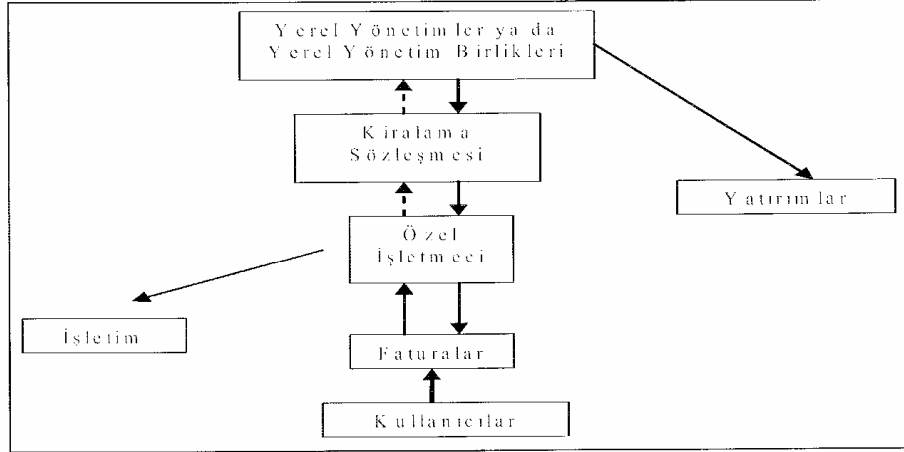 Yerel Yönetimler ya da
Yerel Yönetim Birlikleri
Kiralama
Sözleşmesi
Yatırımlar
Özel
İşletmeci
İşletim
Faturalar
Kullanıcılar